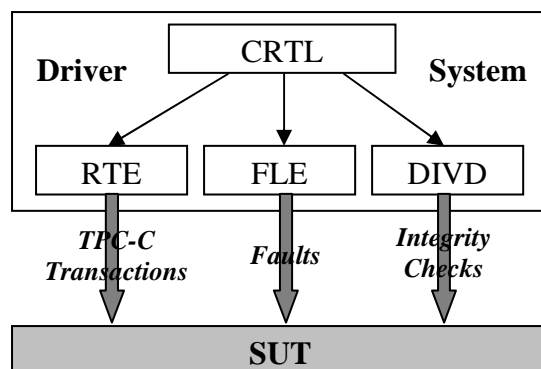 CRTL
Driver
System
RTE
FLE
DIVD
TPC-C
Transactions
Faults
Integrity
Checks
SUT